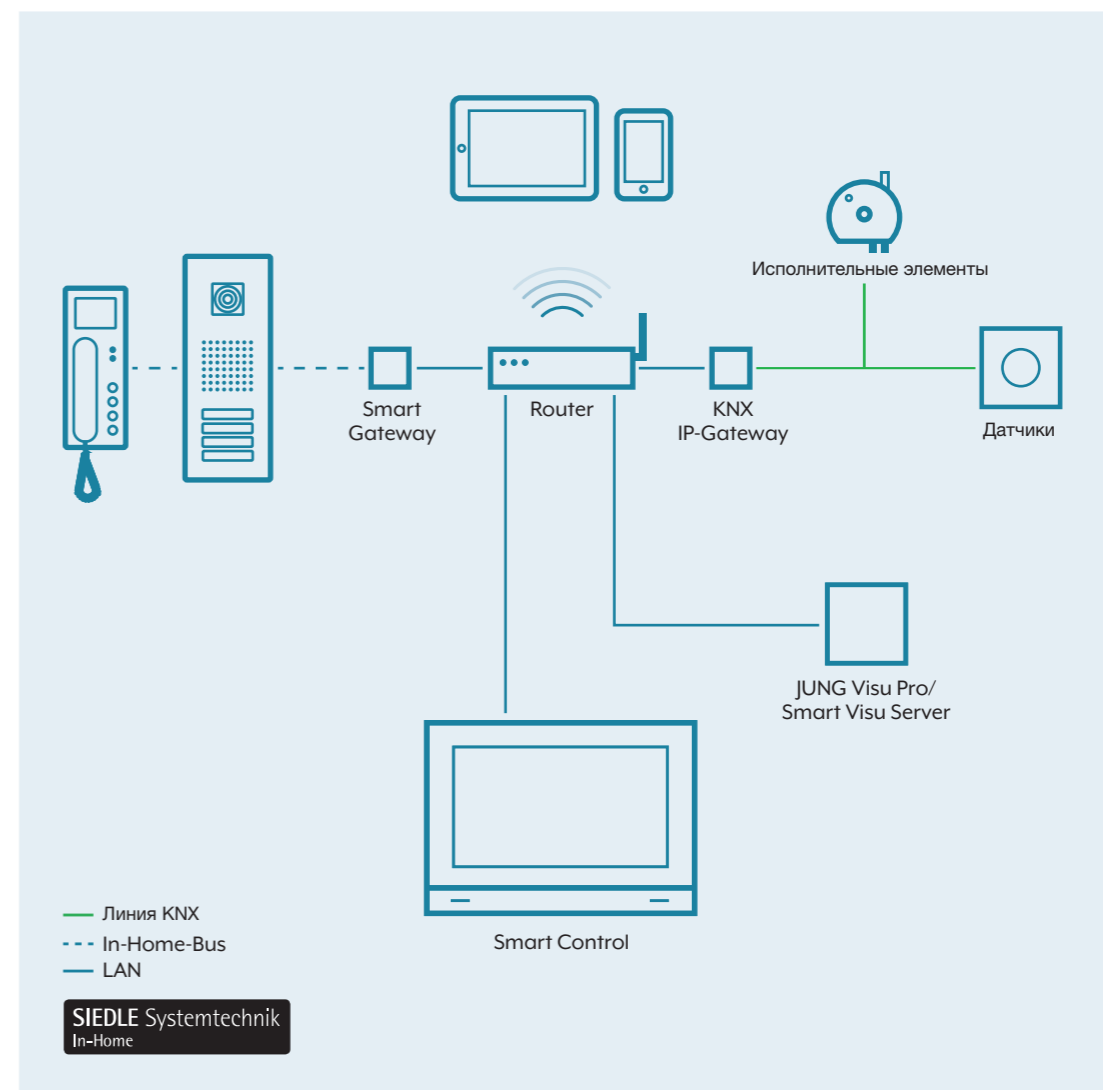 Исполнительные элементы
Smart
Gateway
Router
KNX
IP-Gateway
Датчики
JUNG Visu Pro/
Smart Visu Server
Smart Control
Линия KNX
In-Home-Bus
LAN
SIEDLE Systemtechnik
In-Home